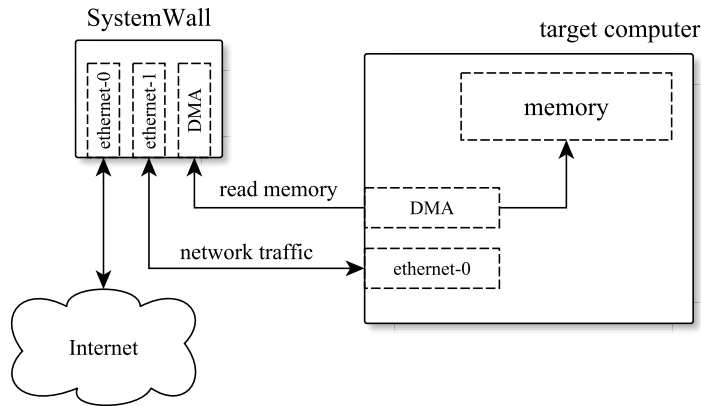 SystemWall
target computer
ethernet-0
ethernet-1
DMA
memory
read memory
DMA
network traffic
ethernet-0
Internet